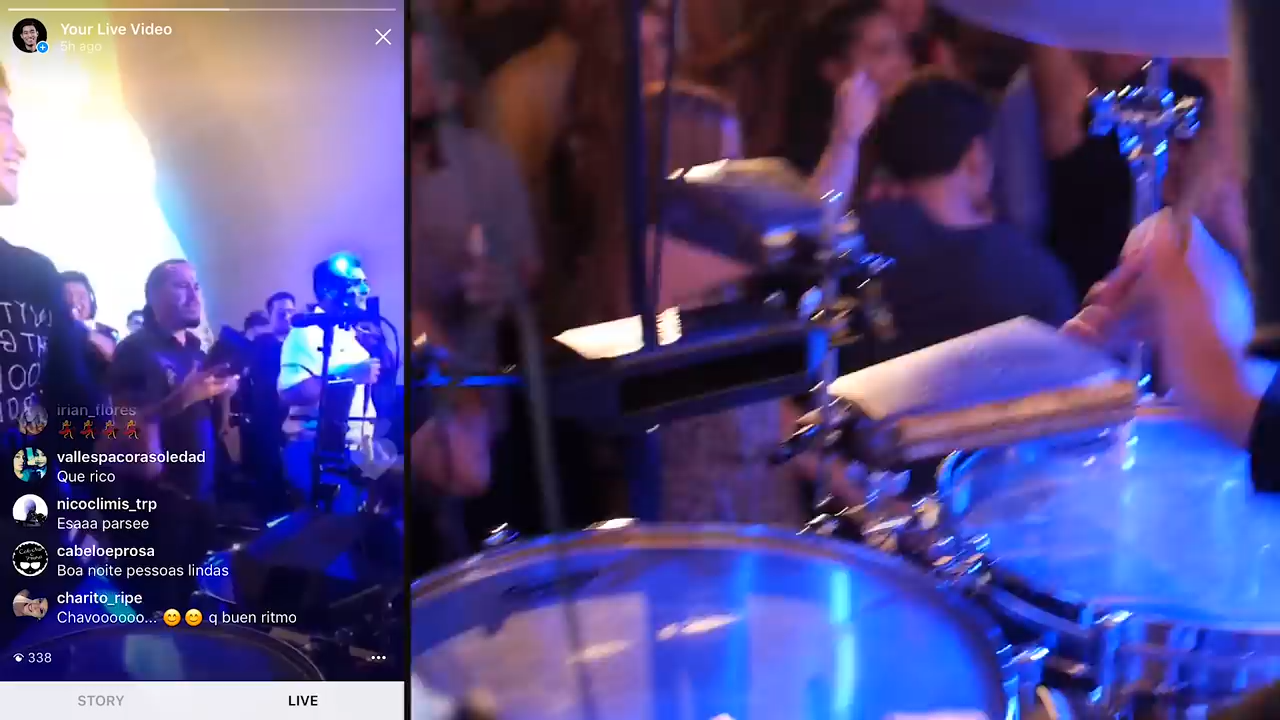 Your Live Video
5h ago
irian_flores
💃💃💃💃
vallespacorasoledad
Que rico
nicoclimis_trp
Esaaa parsee
cabeloeprosa
Boa noite pessoas lindas
charito_ripe
Chavoooooo... 😊😊 q buen ritmo
338
STORY
LIVE